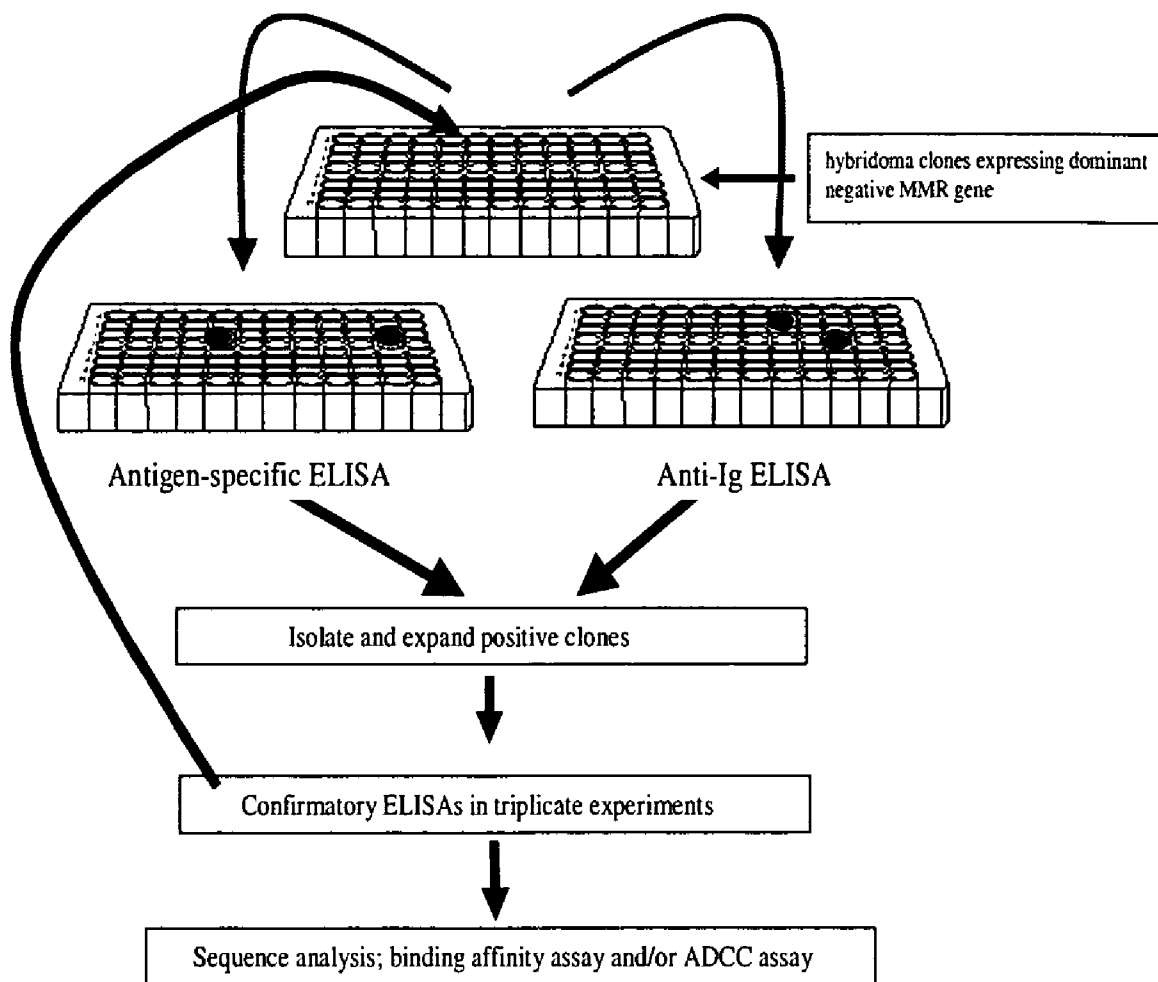 hybridoma clones expressing dominant
negative MMR gene
Antigen-specific ELISA
Anti-Ig ELISA
Isolate and expand positive clones
Confirmatory ELISAs in triplicate experiments
Sequence analysis; binding affinity assay and/or ADCC assay